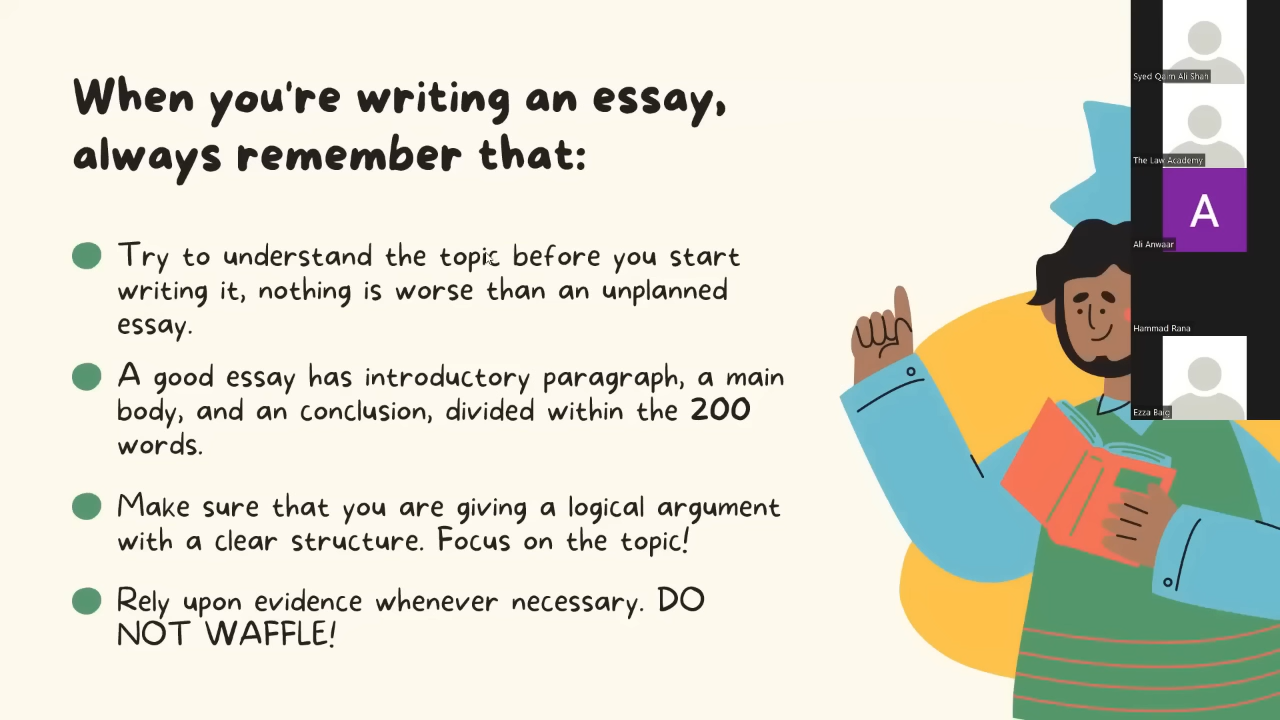 When you're writing an essay,
always remember that:
Try to understand the topic before you start
writing it, nothing is worse than an unplanned
essay.
A good essay has introductory paragraph, a main
body, and an conclusion, divided within the 200
words.
Make sure that you are giving a logical argument
with a clear structure. Focus on the topic!
Rely upon evidence whenever necessary. DO
NOT WAFFLE!
Syed Qaim Ali Shah
The Law Academy
A
Ali Anwaar
Hammad Rana
Ezza Baig